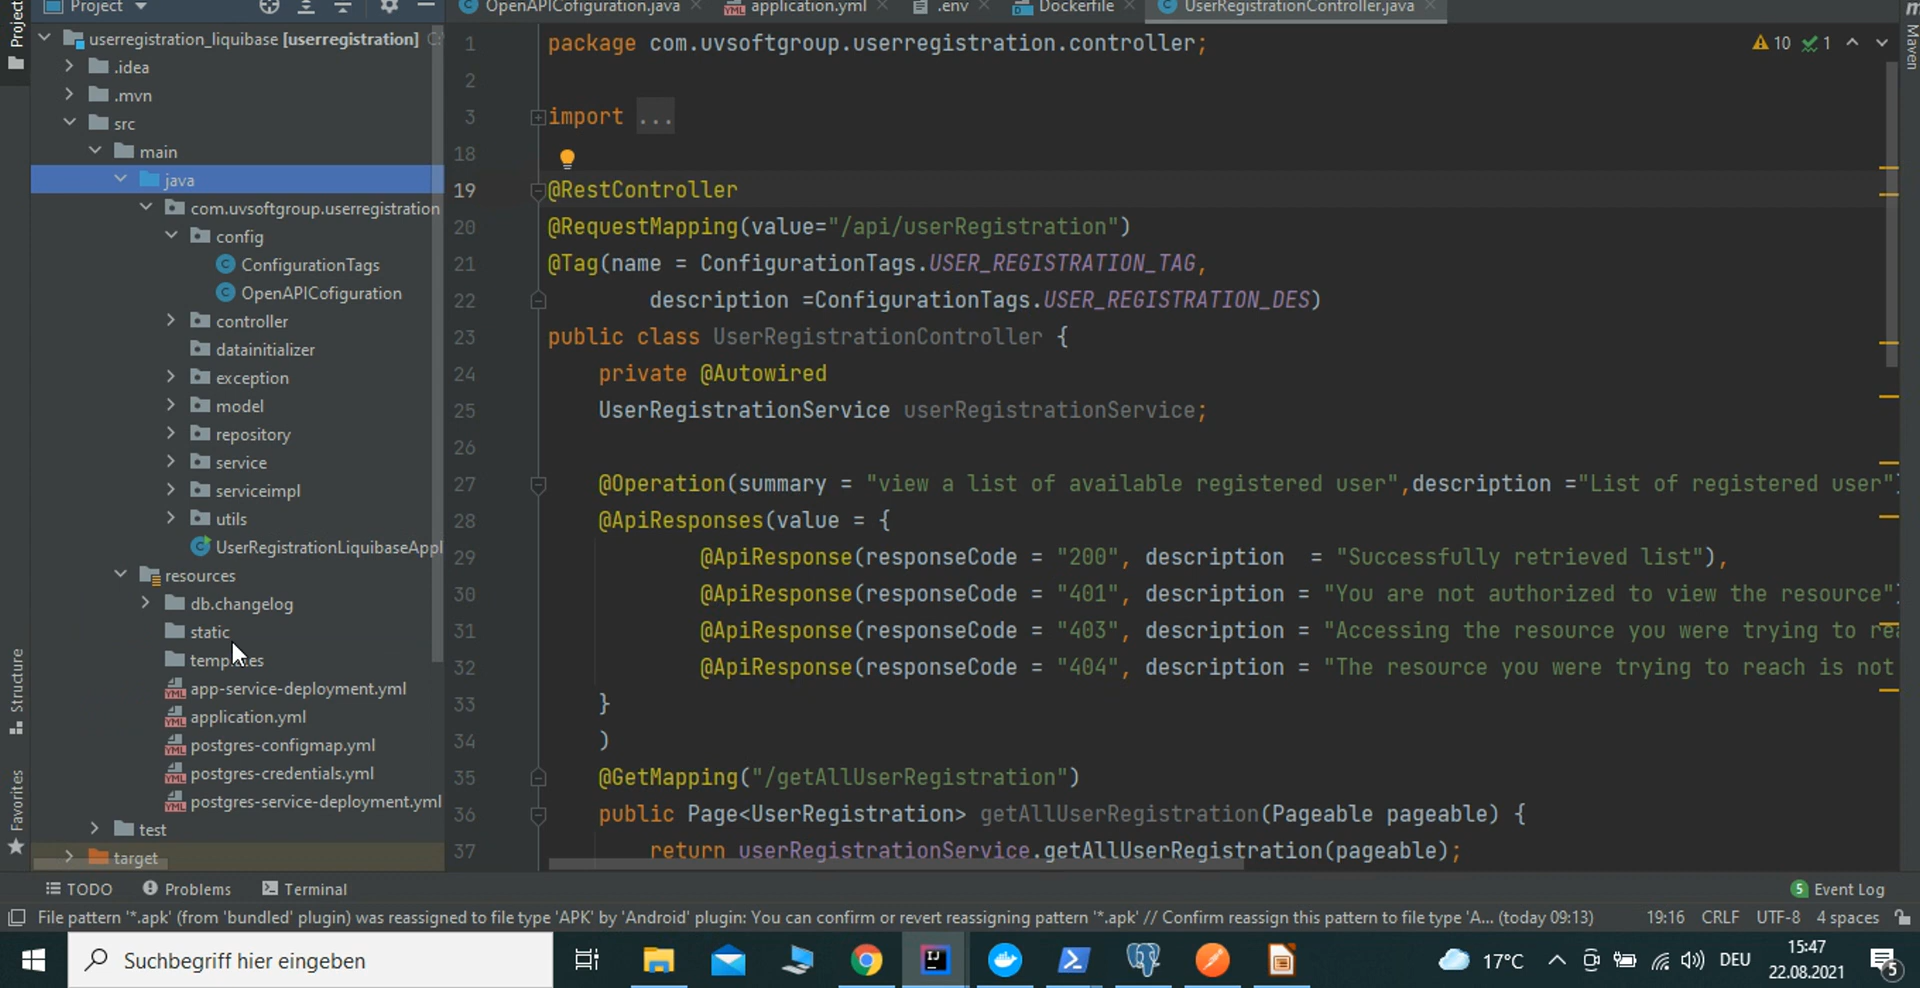 Project
OpenAPICofiguration.java
application.yml
.env
Dockerfile
UserRegistrationController.java
Project
Maven
userregistration_liquibase [userregistration]
.idea
.mvn
src
main
java
com.uvsoftgroup.userregistration
config
ConfigurationTags
OpenAPICofiguration
controller
datainitializer
exception
model
repository
service
serviceimpl
utils
UserRegistrationLiquibaseAppl
resources
db.changelog
static
app-service-deployment.yml
application.yml
postgres-configmap.yml
postgres-credentials.yml
postgres-service-deployment.yml
test
target
Structure
Favorites
10 1
1 package com.uvsoftgroup.userregistration.controller;
2
3 import ...
18
19 @RestController
20 @RequestMapping(value="/api/userRegistration")
21 @Tag(name = ConfigurationTags.USER_REGISTRATION_TAG,
22 description =ConfigurationTags.USER_REGISTRATION_DES)
23 public class UserRegistrationController {
24 private @Autowired
25 UserRegistrationService userRegistrationService;
26
27 @Operation(summary = "view a list of available registered user",description ="List of registered user"
28 @ApiResponses(value = {
29 @ApiResponse(responseCode = "200", description = "Successfully retrieved list"),
30 @ApiResponse(responseCode = "401", description = "You are not authorized to view the resource"
31 @ApiResponse(responseCode = "403", description = "Accessing the resource you were trying to rea
32 @ApiResponse(responseCode = "404", description = "The resource you were trying to reach is not
33 }
34 )
35 @GetMapping("/getAllUserRegistration")
36 public Page<UserRegistration> getAllUserRegistration(Pageable pageable) {
37 return userRegistrationService.getAllUserRegistration(pageable);
TODO
Problems
Terminal
5 Event Log
File pattern '*.apk' (from 'bundled' plugin) was reassigned to file type 'APK' by 'Android' plugin: You can confirm or revert reassigning pattern '*.apk' // Confirm reassign this pattern to file type 'A... (today 09:13)
19:16 CRLF UTF-8 4 spaces
Suchbegriff hier eingeben
IJ
17°C
DEU
15:47
22.08.2021
5